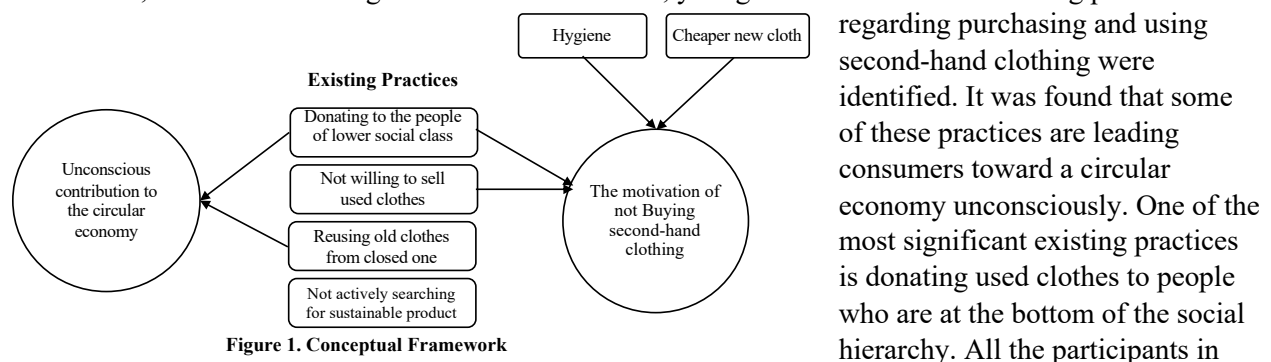 Hygiene
Cheaper new cloth
Existing Practices
Donating to the people
of lower social class
Not willing to sell
used clothes
Reusing old clothes
from closed one
Not actively searching
for sustainable product
Unconscious
contribution to
the circular
economy
The motivation of
not Buying
second-hand
clothing
Figure 1. Conceptual Framework
regarding purchasing and using
second-hand clothing were
identified. It was found that some
of these practices are leading
consumers toward a circular
economy unconsciously. One of the
most significant existing practices
is donating used clothes to people
who are at the bottom of the social
hierarchy. All the participants in